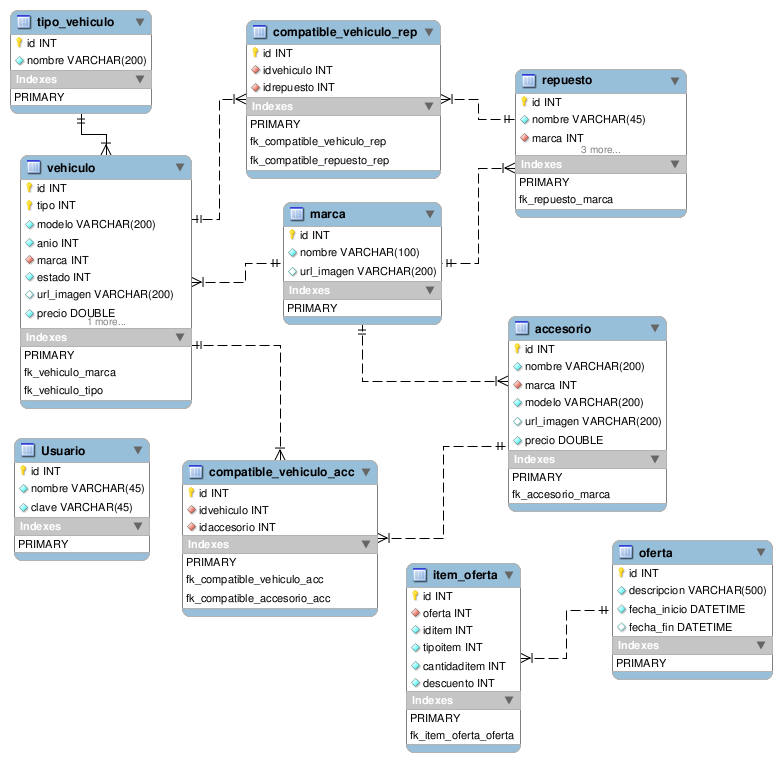 tipo_vehiculo
id INT
nombre VARCHAR(200)
Indexes
PRIMARY
compatible_vehiculo_rep
id INT
idvehiculo INT
idrepuesto INT
Indexes
PRIMARY
fk_compatible_vehiculo_rep
fk_compatible_repuesto_rep
repuesto
id INT
nombre VARCHAR(45)
marca INT
3 more...
Indexes
PRIMARY
fk_repuesto_marca
vehiculo
id INT
tipo INT
modelo VARCHAR(200)
anio INT
marca INT
estado INT
url_imagen VARCHAR(200)
precio DOUBLE
1 more...
Indexes
PRIMARY
fk_vehiculo_marca
fk_vehiculo_tipo
marca
id INT
nombre VARCHAR(100)
url_imagen VARCHAR(200)
Indexes
PRIMARY
accesorio
id INT
nombre VARCHAR(200)
marca INT
modelo VARCHAR(200)
url_imagen VARCHAR(200)
precio DOUBLE
Indexes
PRIMARY
fk_accesorio_marca
Usuario
id INT
nombre VARCHAR(45)
clave VARCHAR(45)
Indexes
PRIMARY
compatible_vehiculo_acc
id INT
idvehiculo INT
idaccesorio INT
Indexes
PRIMARY
fk_compatible_vehiculo_acc
fk_compatible_accesorio_acc
item_oferta
id INT
oferta INT
iditem INT
tipoitem INT
cantidaditem INT
descuento INT
Indexes
PRIMARY
fk_item_oferta_oferta
oferta
id INT
descripcion VARCHAR(500)
fecha_inicio DATETIME
fecha_fin DATETIME
Indexes
PRIMARY